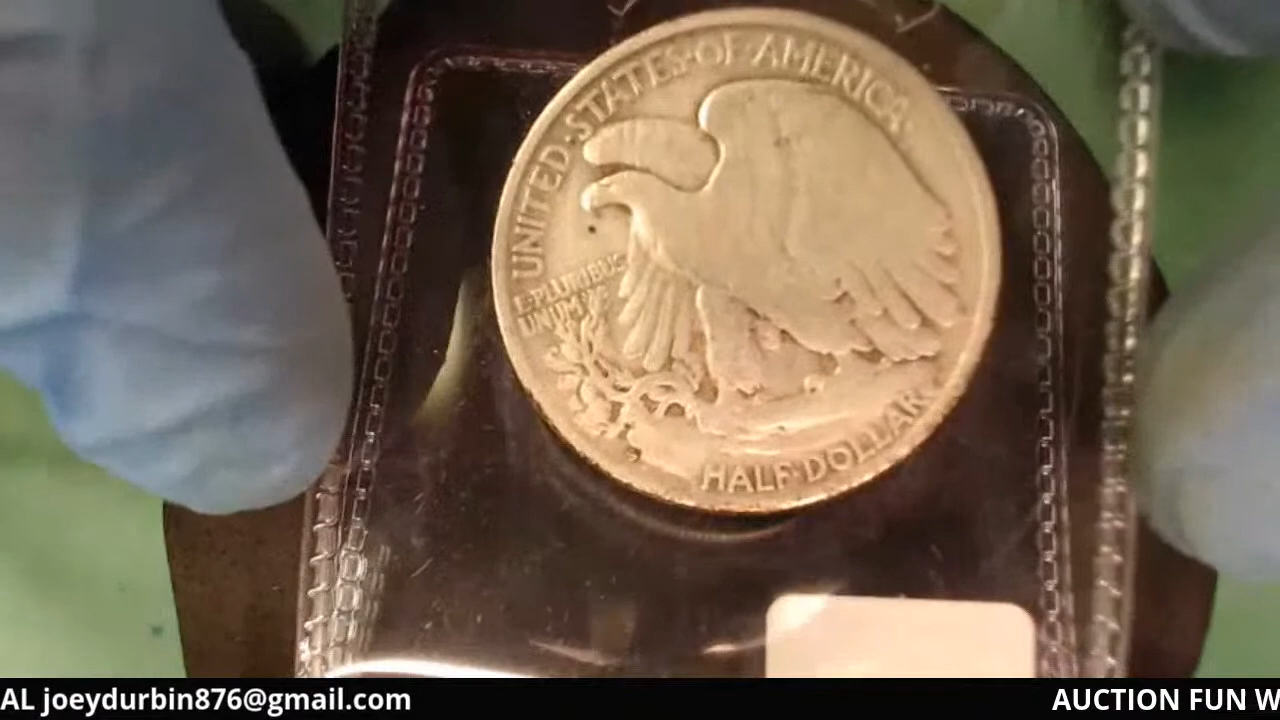 UNITED·STATES·OF·AMERICA
E·PLURIBUS
UNUM
HALF·DOLLAR
AL joeydurbin876@gmail.com
AUCTION FUN W